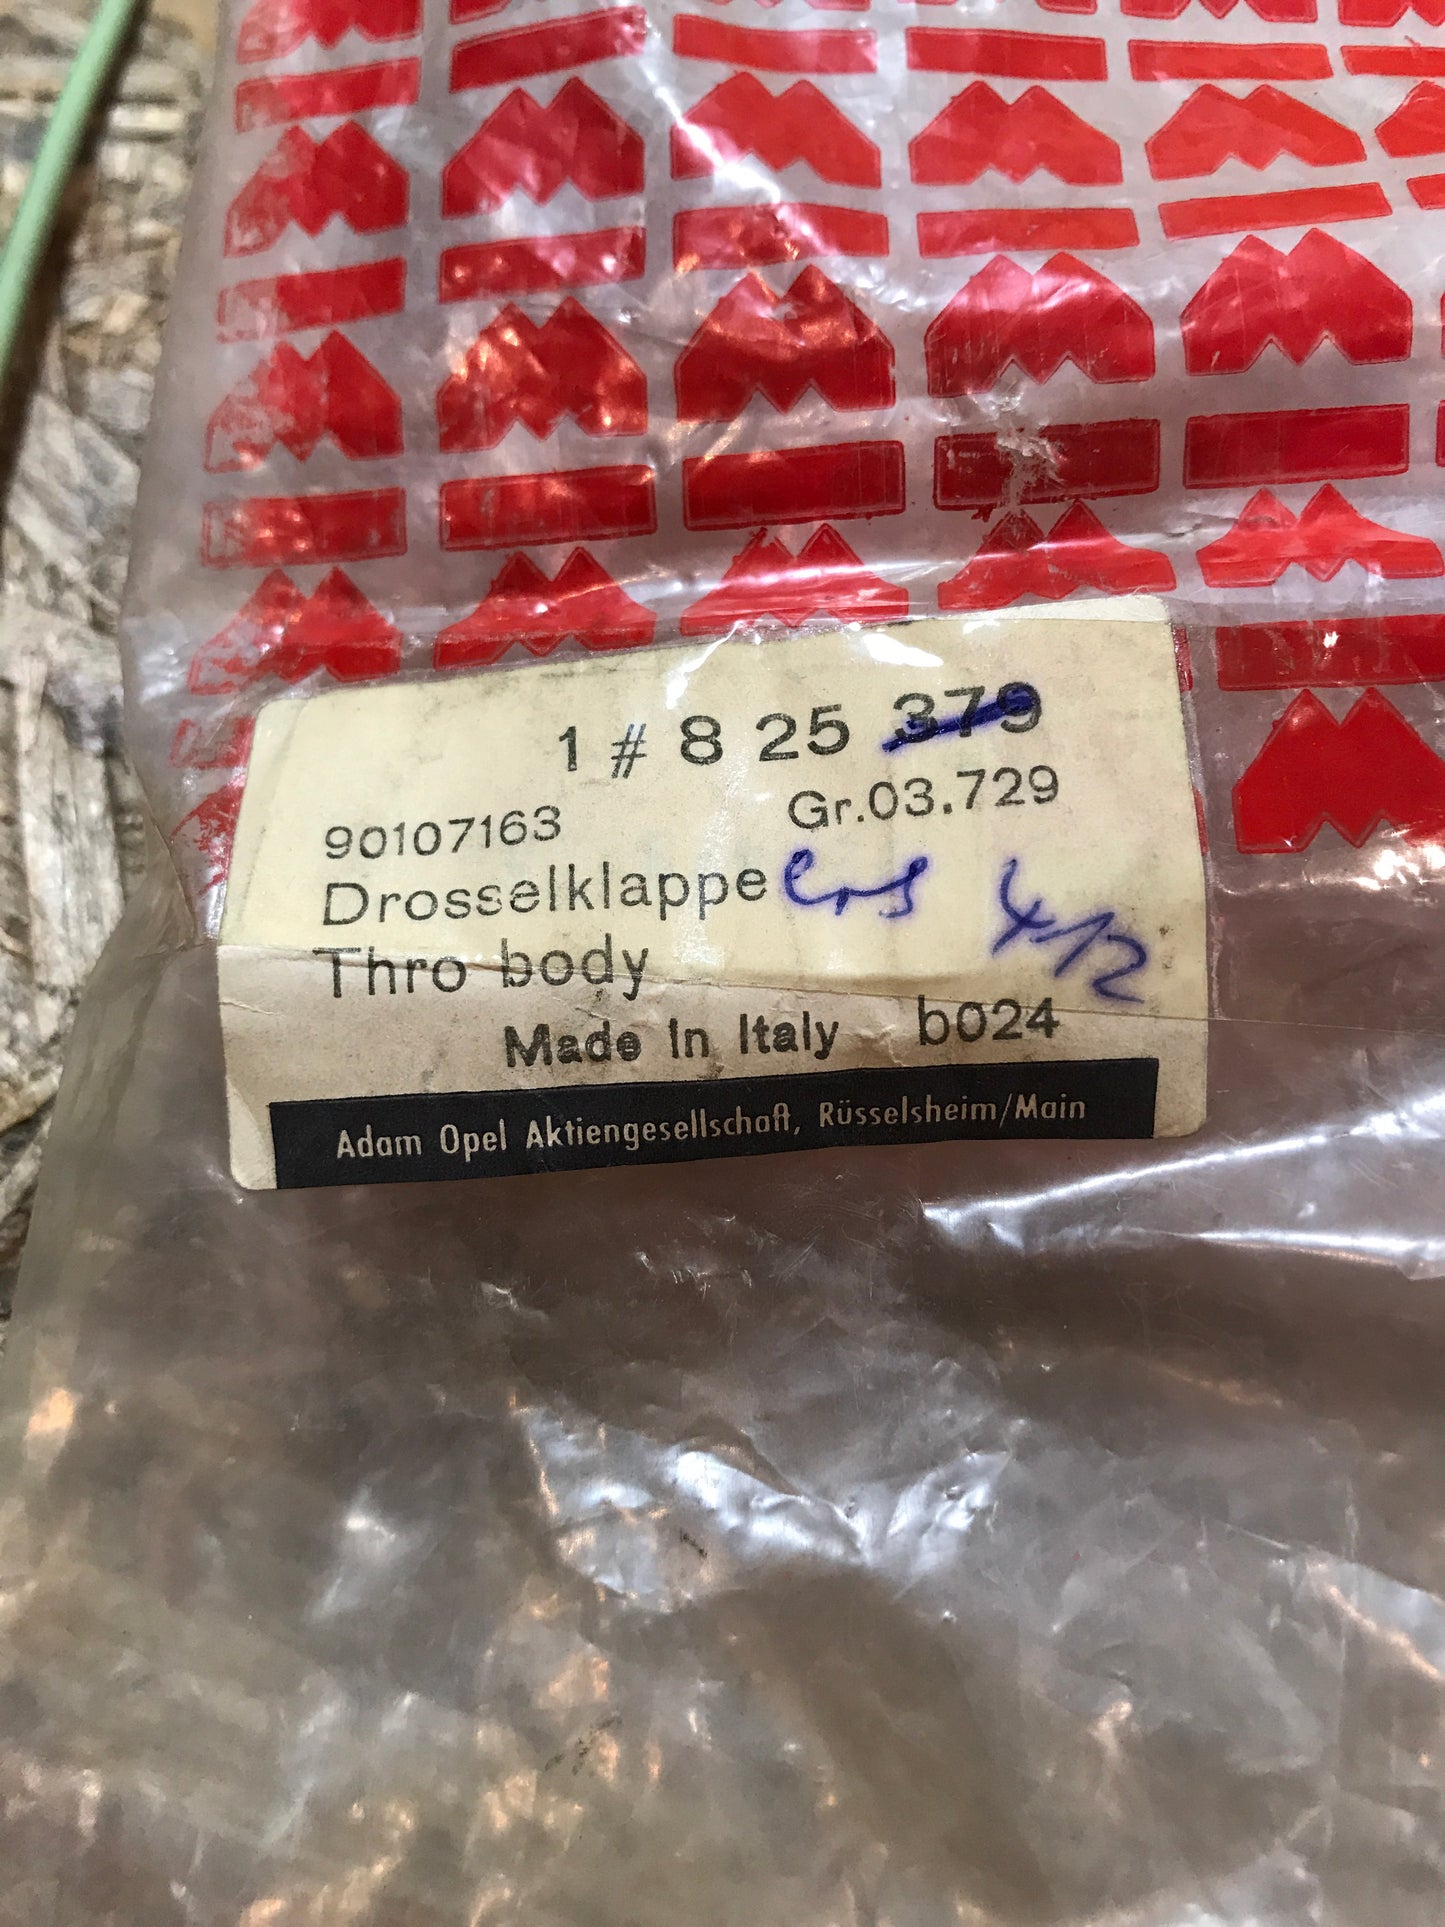 1 # 8 25 379
90107163 Gr.03.729
Drosselklappe
Thro body
Made In Italy b024
Adam Opel Aktiengesellschaft, Rüsselsheim/Main